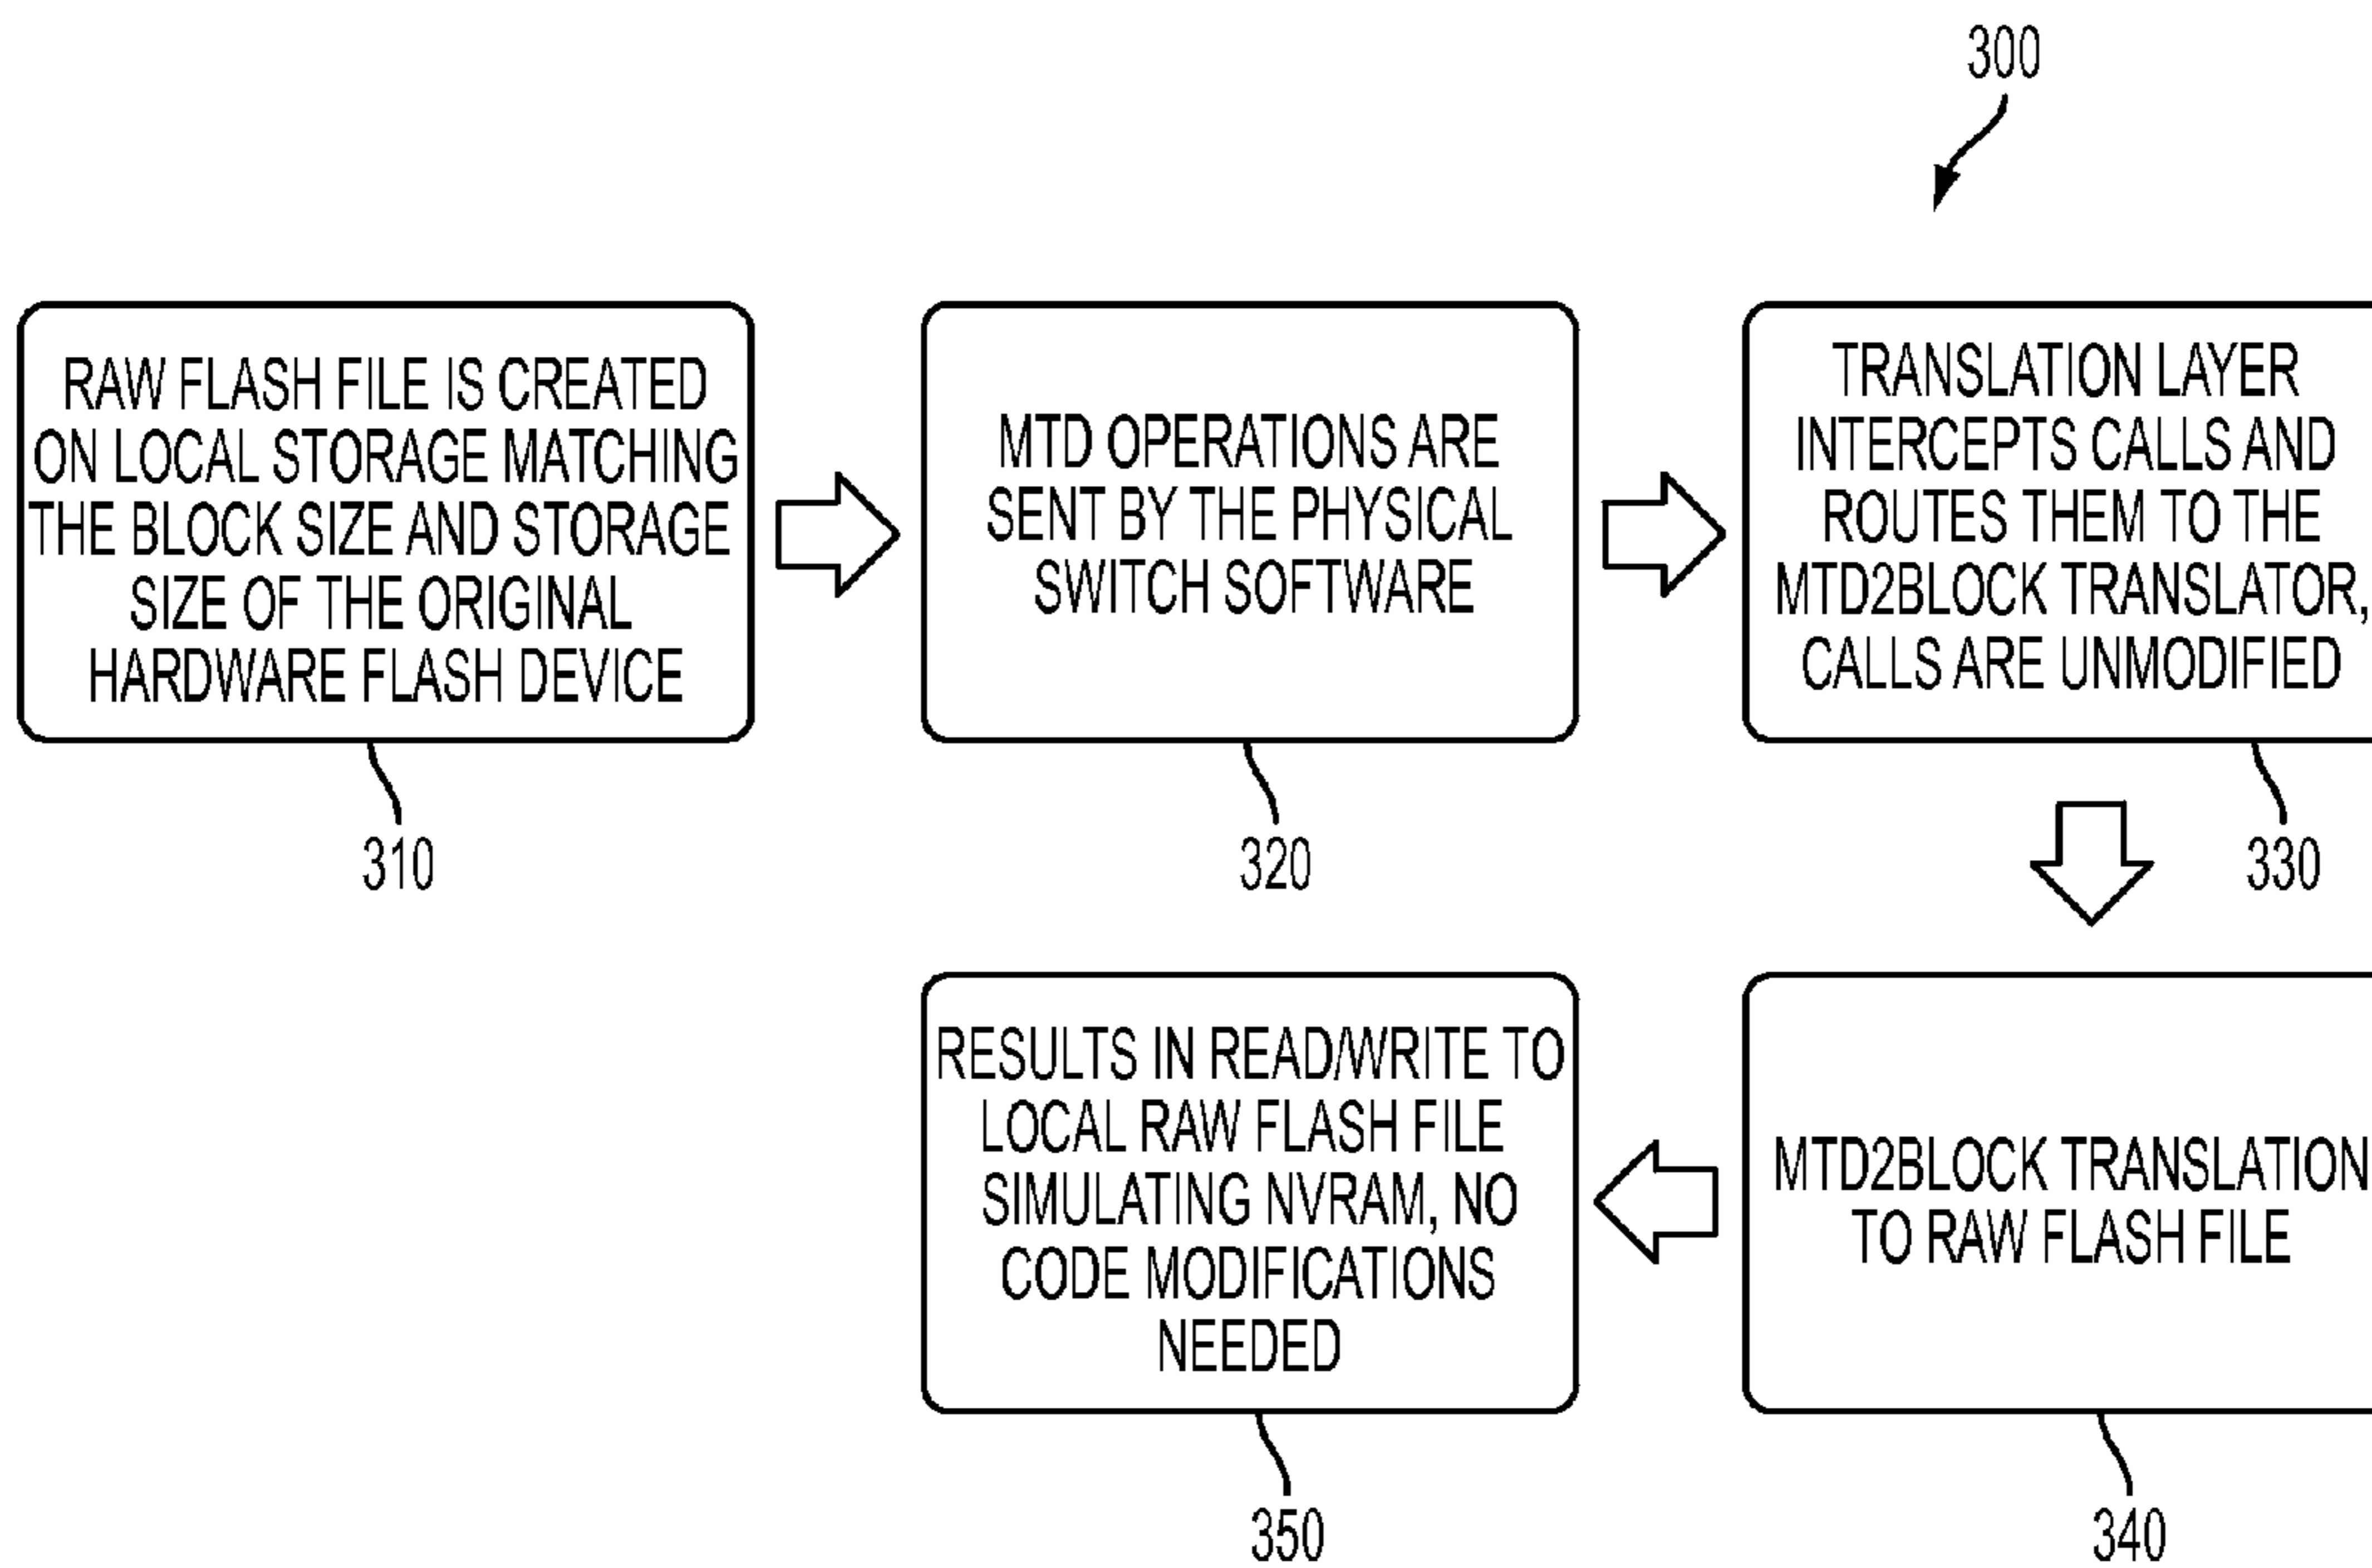 300
RAW FLASH FILE IS CREATED
ON LOCAL STORAGE MATCHING
THE BLOCK SIZE AND STORAGE
SIZE OF THE ORIGINAL
HARDWARE FLASH DEVICE
310
MTD OPERATIONS ARE
SENT BY THE PHYSICAL
SWITCH SOFTWARE
320
TRANSLATION LAYER
INTERCEPTS CALLS AND
ROUTES THEM TO THE
MTD2BLOCK TRANSLATOR,
CALLS ARE UNMODIFIED
330
MTD2BLOCK TRANSLATION
TO RAW FLASH FILE
340
RESULTS IN READ/WRITE TO
LOCAL RAW FLASH FILE
SIMULATING NVRAM, NO
CODE MODIFICATIONS
NEEDED
350